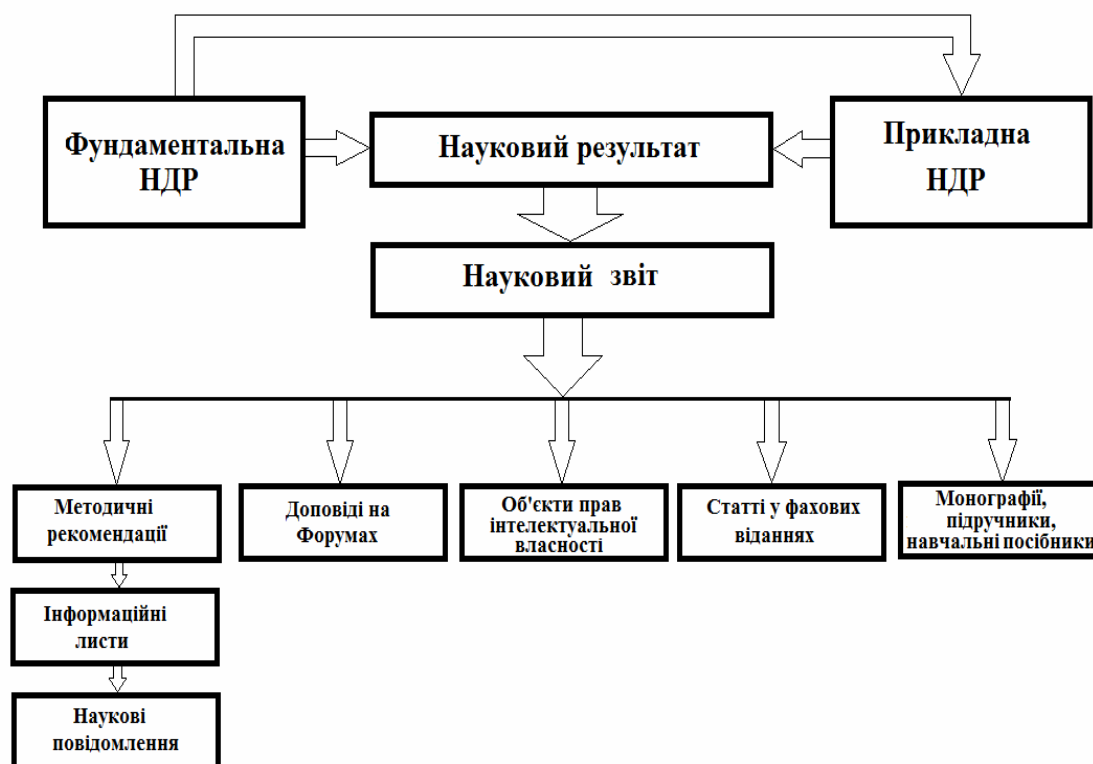 Фундаментальна
НДР
Науковий результат
Прикладна
НДР
Науковий звіт
Методичні
рекомендації
Доповіді на
Форумах
Об'єкти прав
інтелектуальної
власності
Статті у фахових
віданнях
Монографії,
підручники,
навчальні посібники
Інформаційні
листи
Наукові
повідомлення